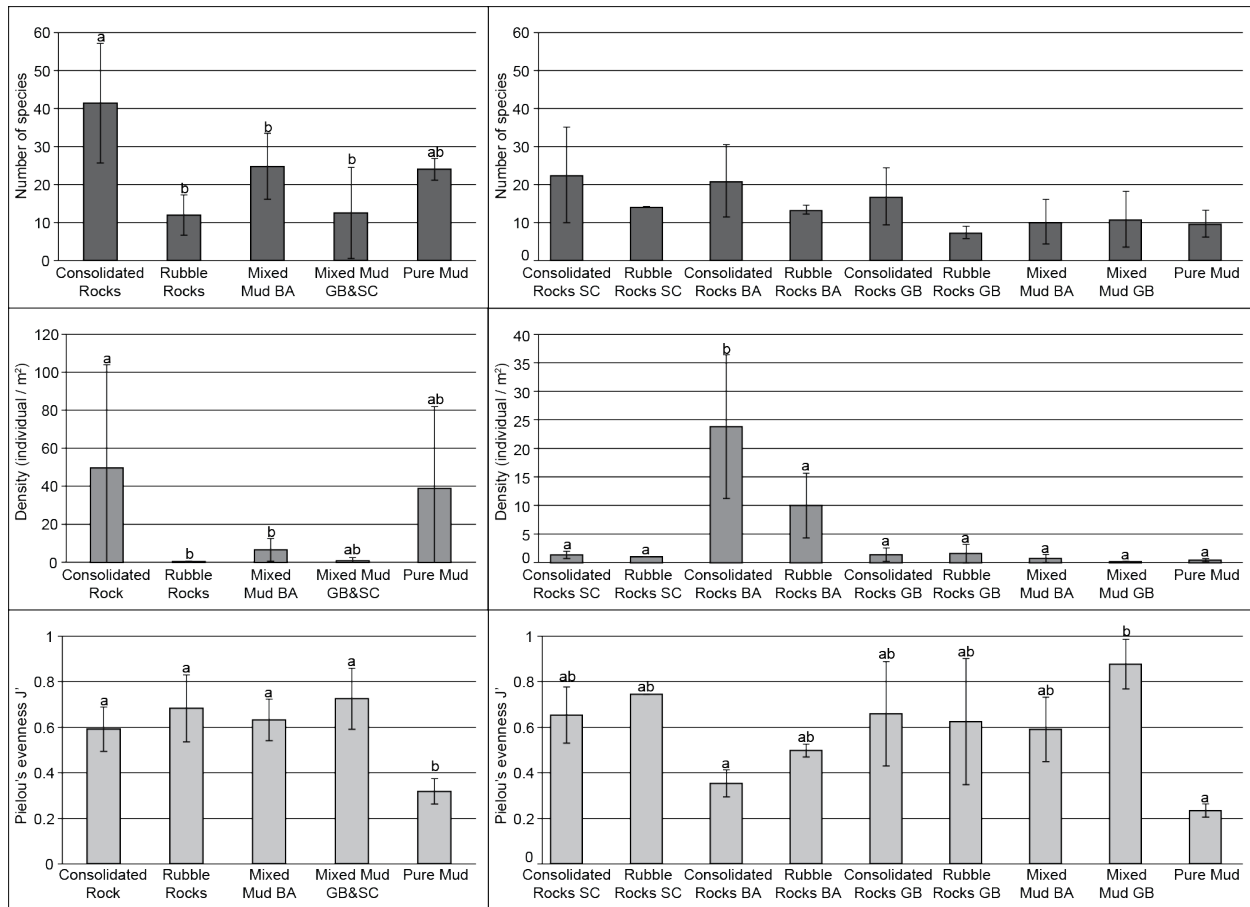 Number of species
60
50
40
30
20
10
0
a
b
b
b
ab
Consolidated Rubble Mixed Mixed Mud Pure Mud
Rocks Rocks Mud BA GB&SC
Number of species
60
50
40
30
20
10
0
Consolidated Rubble Consolidated Rubble Consolidated Rubble Mixed Mixed Pure Mud
Rocks SC Rocks SC Rocks BA Rocks BA Rocks GB Rocks GB Mud BA Mud GB
Density (individual / m²)
120
100
80
60
40
20
0
a
b
b
ab
ab
Consolidated Rubble Mixed Mixed Mud Pure Mud
Rock Rocks Mud BA GB&SC
Density (individual / m²)
40
35
30
25
20
15
10
5
0
a
a
b
a
a
a
a
a
a
Consolidated Rubble Consolidated Rubble Consolidated Rubble Mixed Mixed Pure Mud
Rocks SC Rocks SC Rocks BA Rocks BA Rocks GB Rocks GB Mud BA Mud GB
Pielou's evenness J'
1
0.8
0.6
0.4
0.2
0
a
a
a
a
b
Consolidated Rubble Mixed Mixed Mud Pure Mud
Rock Rocks Mud BA GB&SC
Pielou's evenness J'
1
0.8
0.6
0.4
0.2
0
ab
ab
a
ab
ab
ab
ab
b
a
Consolidated Rubble Consolidated Rubble Consolidated Rubble Mixed Mixed Pure Mud
Rocks SC Rocks SC Rocks BA Rocks BA Rocks GB Rocks GB Mud BA Mud GB